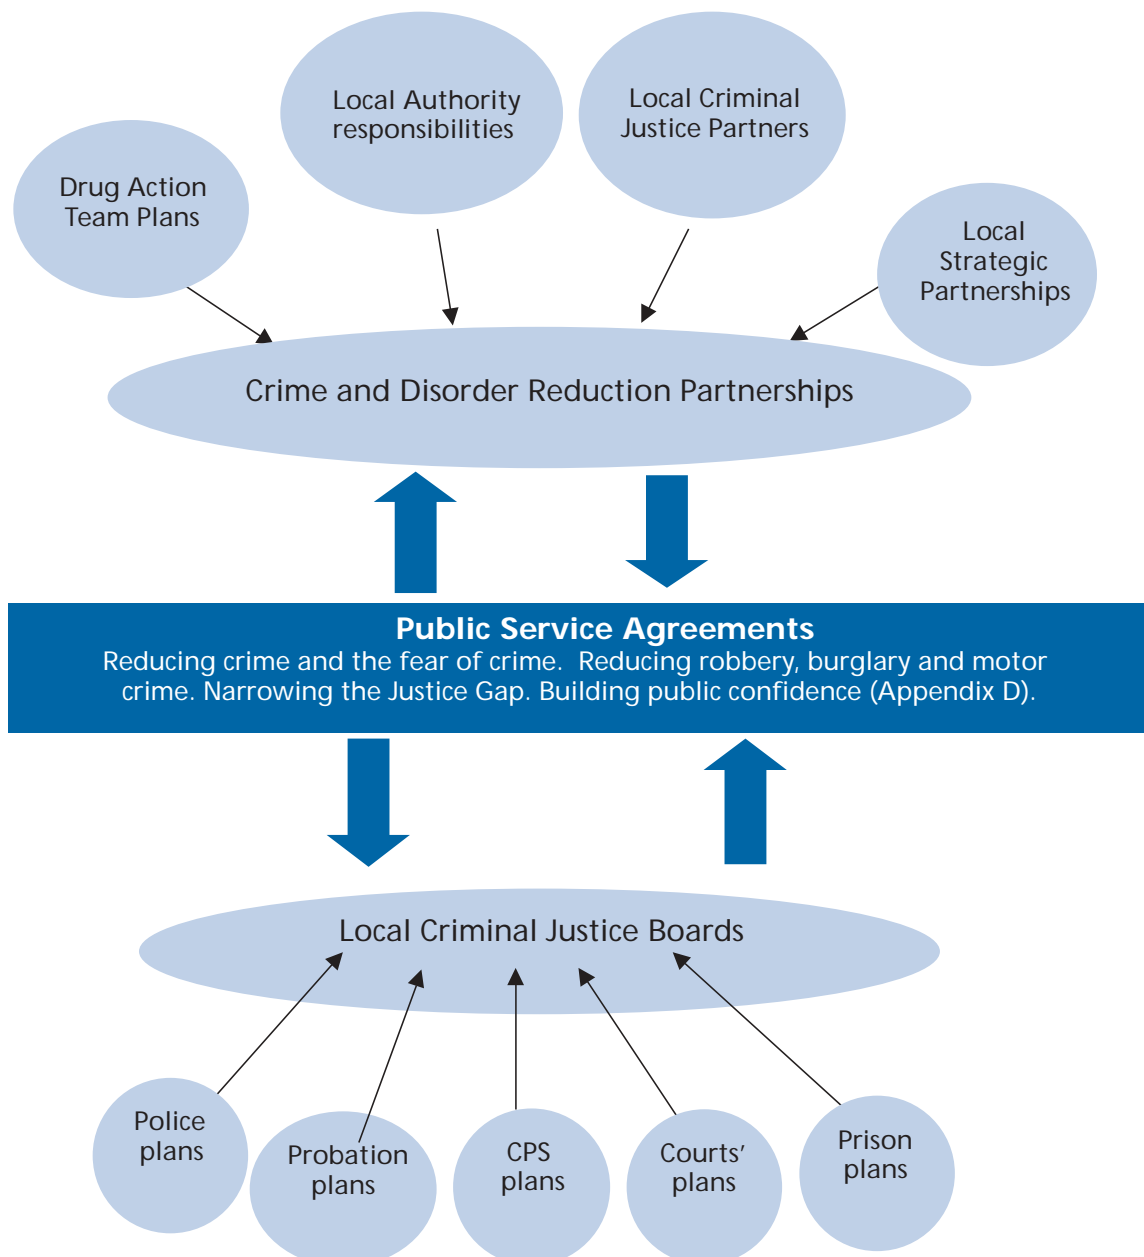 Local Authority
responsibilities
Local Criminal
Justice Partners
Drug Action
Team Plans
Local
Strategic
Partnerships
Crime and Disorder Reduction Partnerships
Public Service Agreements
Reducing crime and the fear of crime.  Reducing robbery, burglary and motor
crime. Narrowing the Justice Gap. Building public confidence (Appendix D).
Local Criminal Justice Boards
Police
plans
Probation
plans
CPS
plans
Courts'
plans
Prison
plans